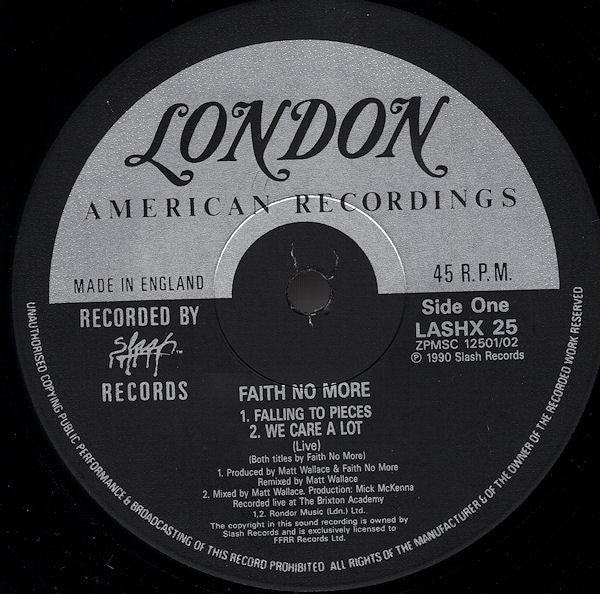 LONDON
AMERICAN RECORDINGS
MADE IN ENGLAND
45 R.P.M.
RECORDED BY
Slash ™
RECORDS
Side One
LASHX 25
ZPMSC 12501/02
℗ 1990 Slash Records
FAITH NO MORE
1. FALLING TO PIECES
2. WE CARE A LOT
(Live)
(Both titles by Faith No More)
1. Produced by Matt Wallace & Faith No More
Remixed by Matt Wallace
2. Mixed by Matt Wallace. Production: Mick McKenna
Recorded live at The Brixton Academy
1,2. Rondor Music (Ldn.) Ltd.
The copyright in this sound recording is owned by
Slash Records and is exclusively licensed to
FFRR Records Ltd.
UNAUTHORISED COPYING PUBLIC PERFORMANCE & BROADCASTING OF THIS RECORD PROHIBITED ALL RIGHTS OF THE MANUFACTURER & OF THE OWNER OF THE RECORDED WORK RESERVED